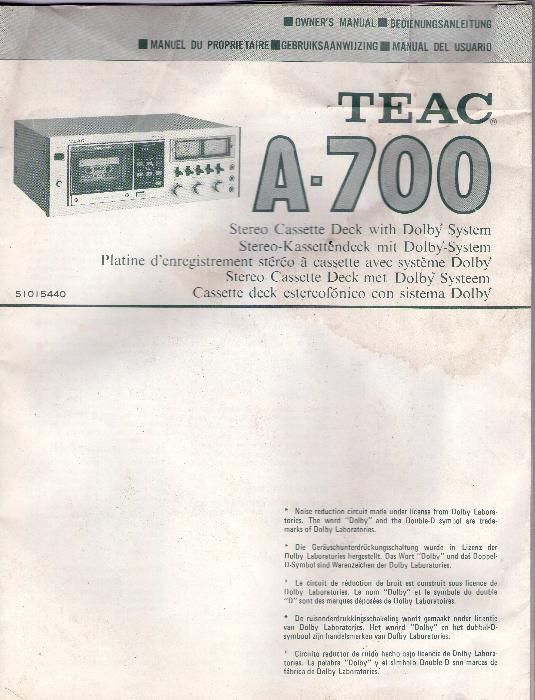 ■ OWNER'S MANUAL ■ BEDIENUNGSANLEITUNG
■ MANUEL DU PROPRIETAIRE ■ GEBRUIKSAANWIJZING ■ MANUAL DEL USUARIO
TEAC®
A-700
Stereo Cassette Deck with Dolby System
Stereo-Kassettendeck mit Dolby-System
Platine d'enregistrement stéréo à cassette avec système Dolby
Stereo Cassette Deck met Dolby Systeem
Cassette deck estereofónico con sistema Dolby
51015440
* Noise reduction circuit made under license from Dolby Labora-
tories. The word "Dolby" and the Double-D symbol are trade-
marks of Dolby Laboratories.
* Die Geräuschunterdrückungsschaltung wurde in Lizenz der
Dolby Laboratories hergestellt. Das Wort "Dolby" und das Doppel-
D-Symbol sind Warenzeichen der Dolby Laboratories.
* Le circuit de réduction de bruit est construit sous licence de
Dolby Laboratories. Le nom "Dolby" et le symbole du double
"D" sont des marques déposées de Dolby Laboratoires.
* De ruisonderdrukkingsschakeling wordt gemaakt onder licentie
van Dolby Laboratories. Het woord "Dolby" en het dubbel-D-
symbool zijn handelsmerken van Dolby Laboratories.
* Circuito reductor de ruido hecho bajo licencia de Dolby Labora-
tories. La palabra "Dolby" y el símbolo Double D son marcas de
fábrica de Dolby Laboratories.